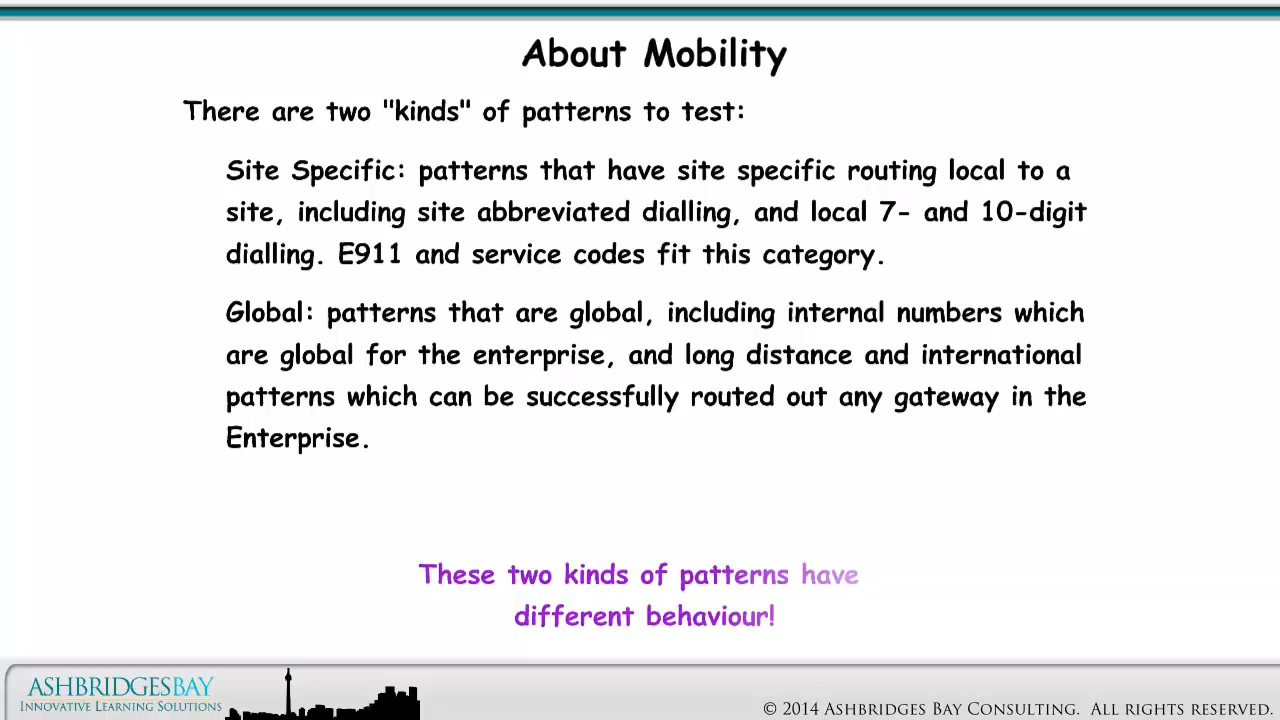 About Mobility
There are two "kinds" of patterns to test:
Site Specific: patterns that have site specific routing local to a
site, including site abbreviated dialling, and local 7- and 10-digit
dialling. E911 and service codes fit this category.
Global: patterns that are global, including internal numbers which
are global for the enterprise, and long distance and international
patterns which can be successfully routed out any gateway in the
Enterprise.
These two kinds of patterns have
different behaviour!
ASHBRIDGESBAY
INNOVATIVE LEARNING SOLUTIONS
© 2014 ASHBRIDGES BAY CONSULTING. ALL RIGHTS RESERVED.